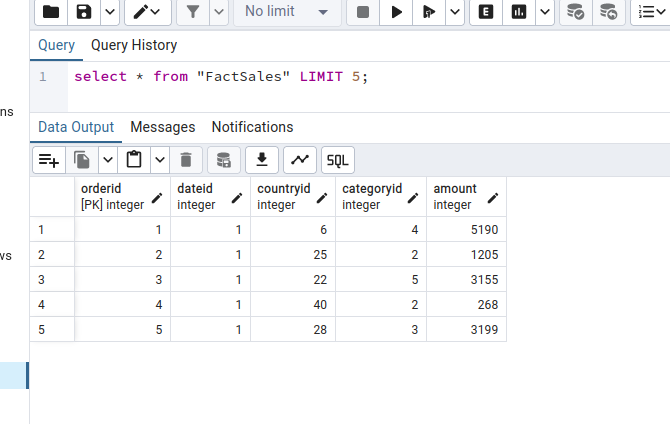 No limit
E
Query Query History
1 select * from "FactSales" LIMIT 5;
ns
Data Output Messages Notifications
SQL
orderid dateid countryid categoryid amount
[PK] integer integer integer integer integer
1 1 1 6 4 5190
2 2 1 25 2 1205
ws
3 3 1 22 5 3155
4 4 1 40 2 268
5 5 1 28 3 3199